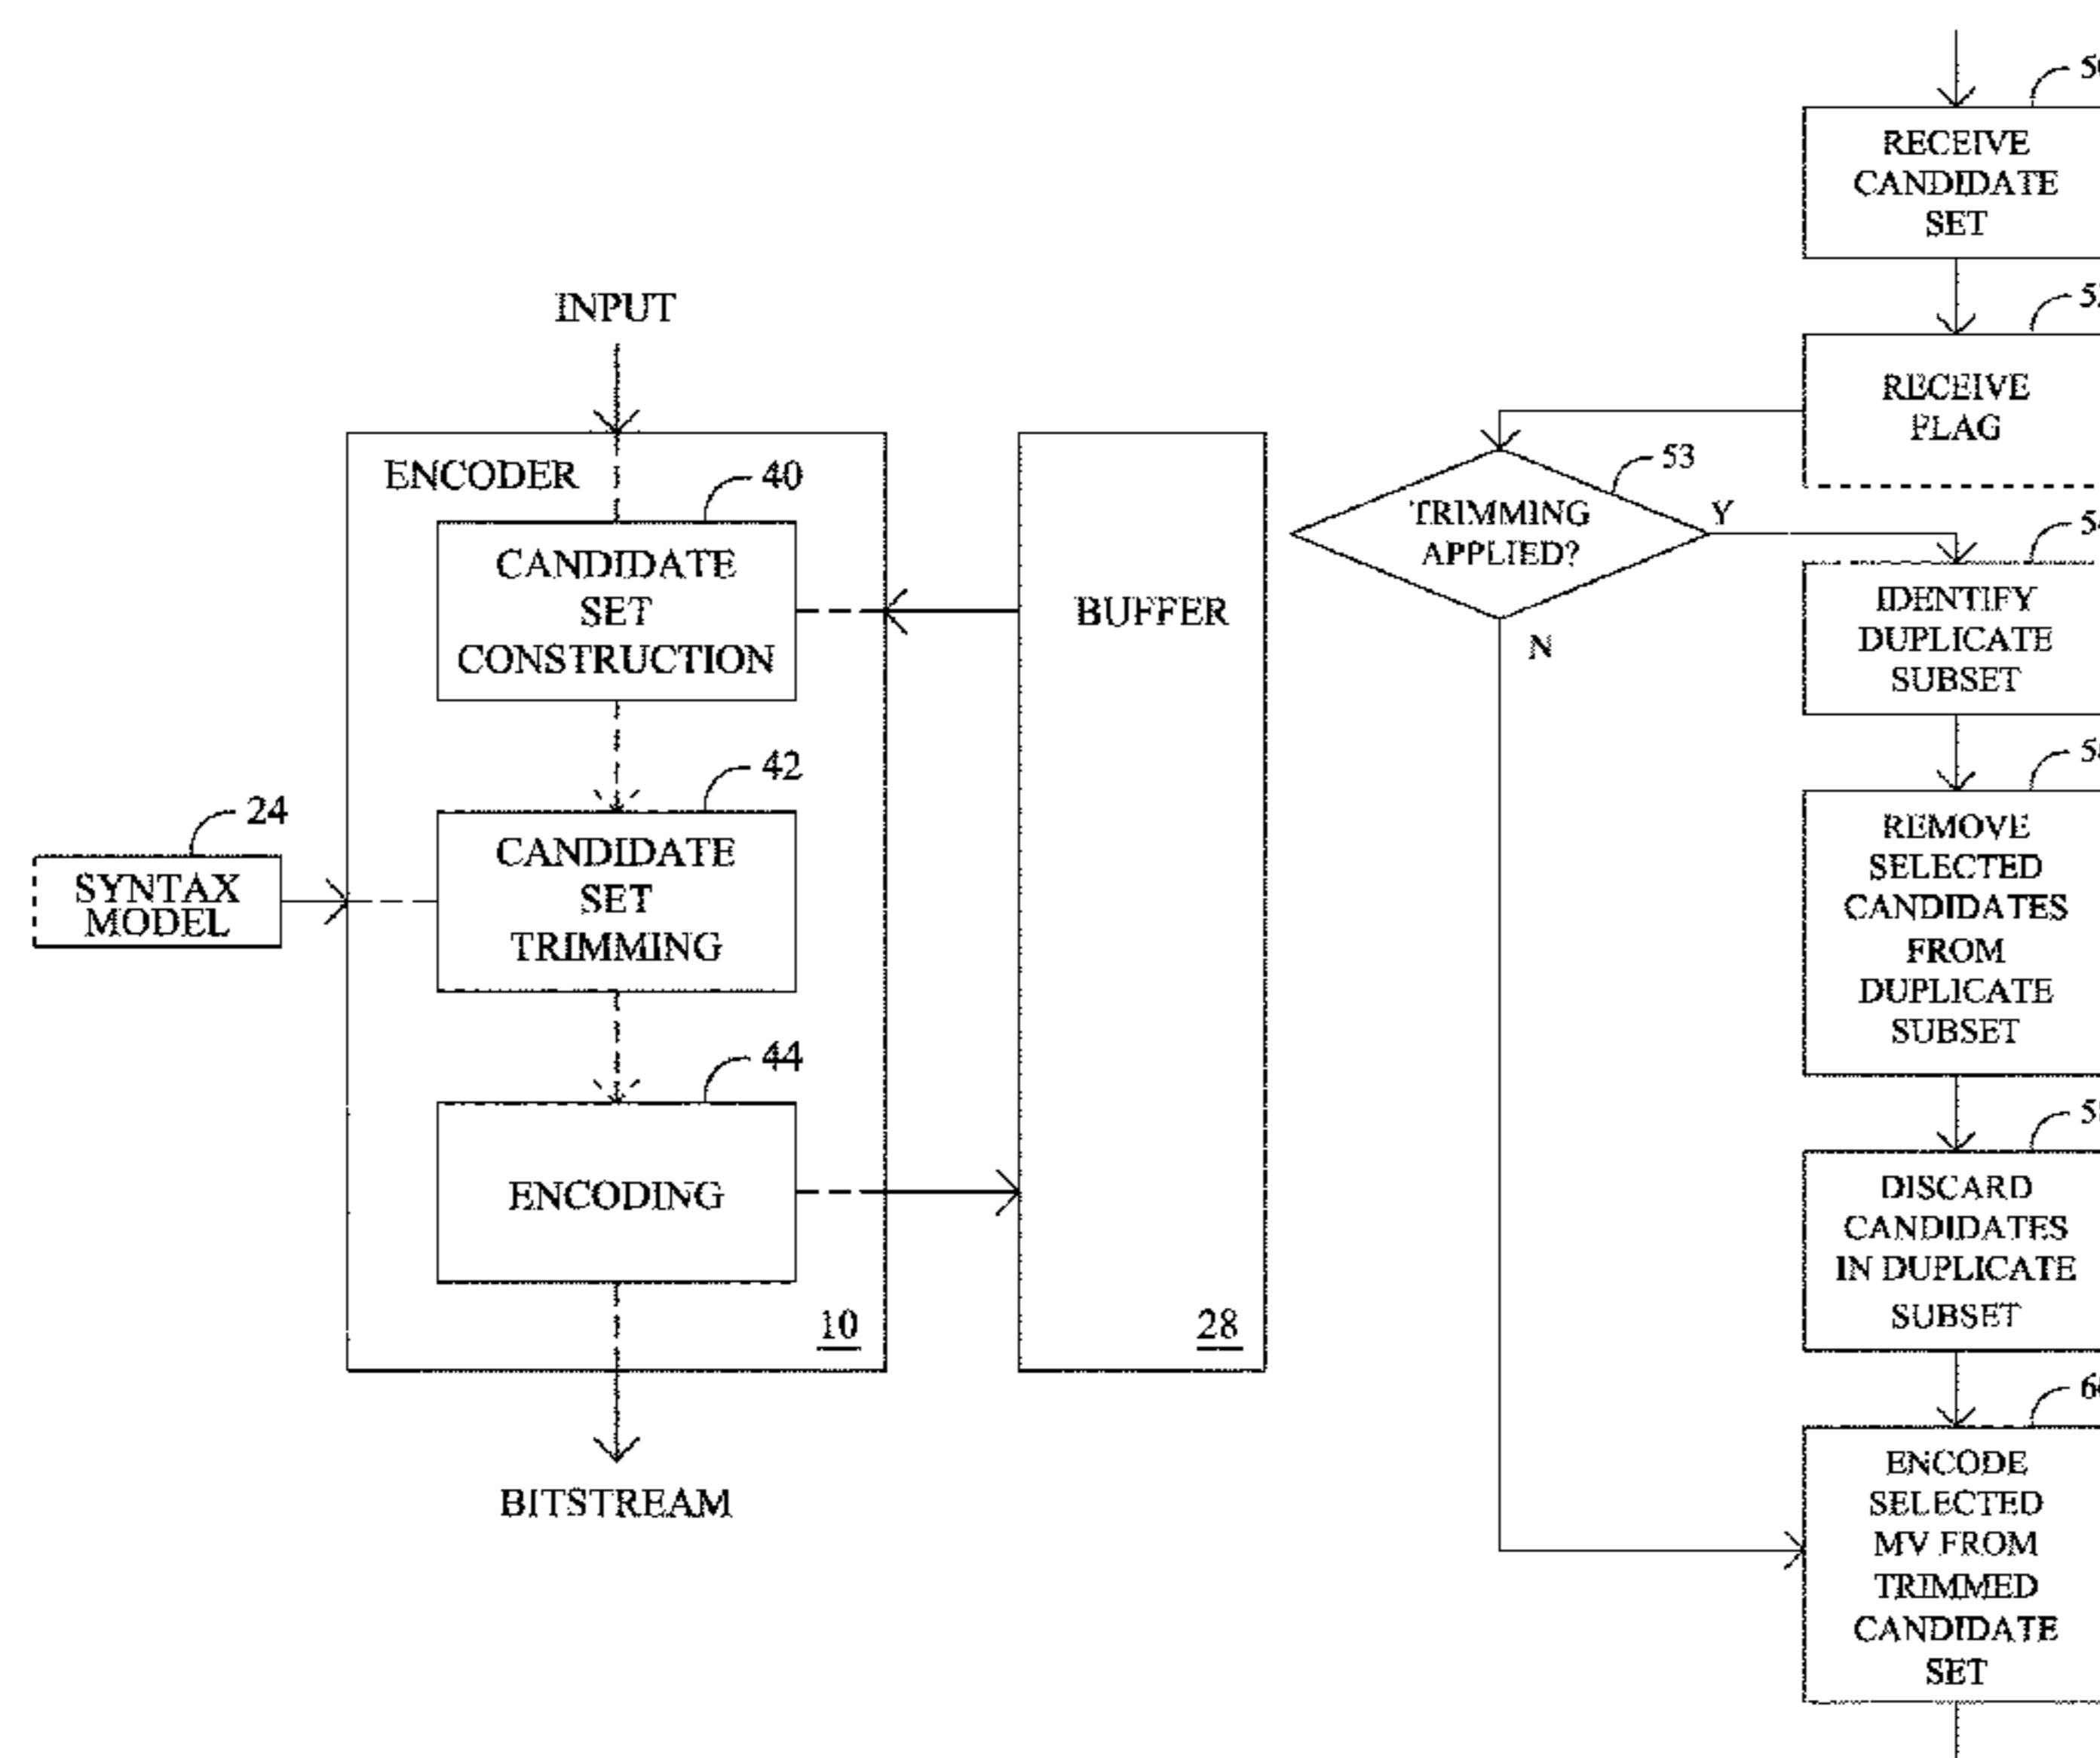 INPUT
ENCODER
40
CANDIDATE
SET
CONSTRUCTION
42
24
SYNTAX
MODEL
CANDIDATE
SET
TRIMMING
44
ENCODING
10
BITSTREAM
BUFFER
28
RECEIVE
CANDIDATE
SET
RECEIVE
FLAG
53
TRIMMING
APPLIED?
Y
N
IDENTIFY
DUPLICATE
SUBSET
REMOVE
SELECTED
CANDIDATES
FROM
DUPLICATE
SUBSET
DISCARD
CANDIDATES
IN DUPLICATE
SUBSET
ENCODE
SELECTED
MV FROM
TRIMMED
CANDIDATE
SET